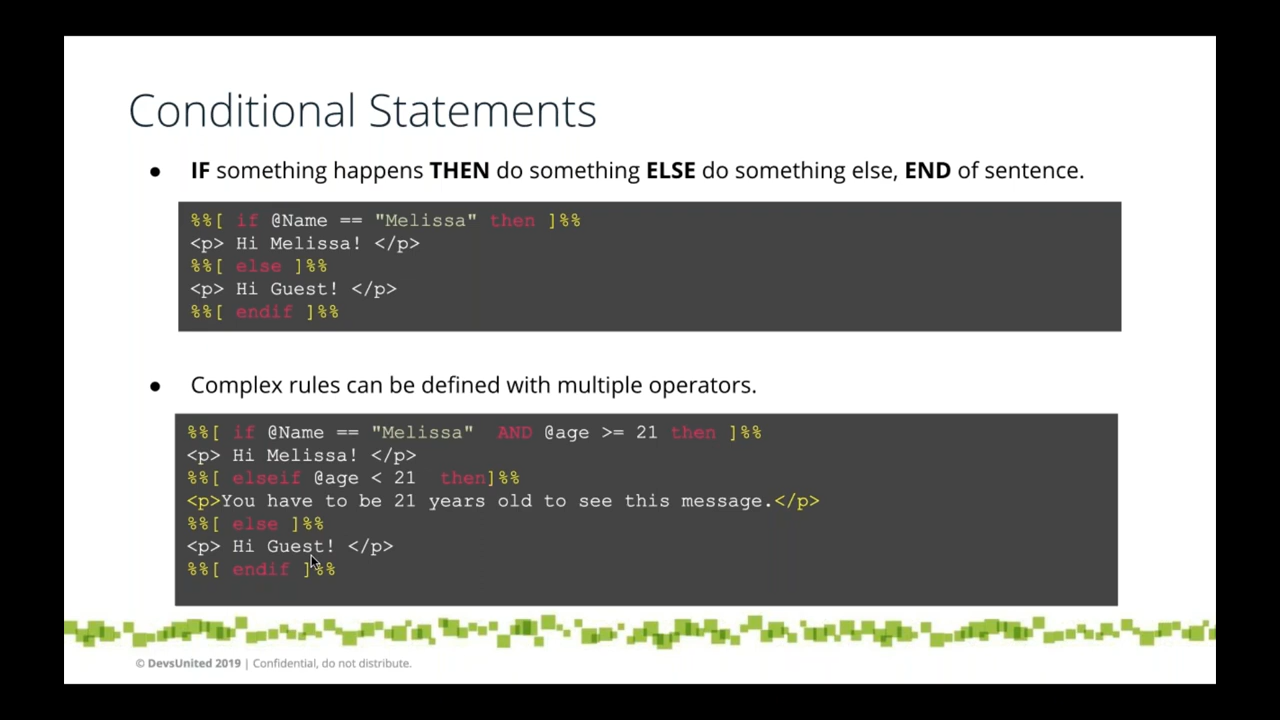 Conditional Statements
● IF something happens THEN do something ELSE do something else, END of sentence.
%%[ if @Name == "Melissa" then ]%%
<p> Hi Melissa! </p>
%%[ else ]%%
<p> Hi Guest! </p>
%%[ endif ]%%
● Complex rules can be defined with multiple operators.
%%[ if @Name == "Melissa"  AND @age >= 21 then ]%%
<p> Hi Melissa! </p>
%%[ elseif @age < 21  then]%%
<p>You have to be 21 years old to see this message.</p>
%%[ else ]%%
<p> Hi Guest! </p>
%%[ endif ]%%
© DevsUnited 2019 | Confidential, do not distribute.